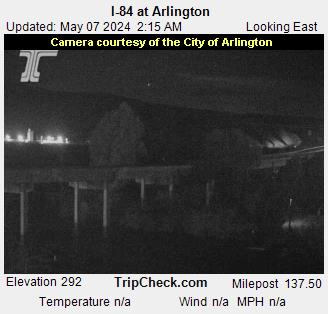 I-84 at Arlington
Updated: May 07 2024 2:15 AM Looking East
Camera courtesy of the City of Arlington
Elevation 292 TripCheck.com Milepost 137.50
Temperature n/a Wind n/a MPH n/a